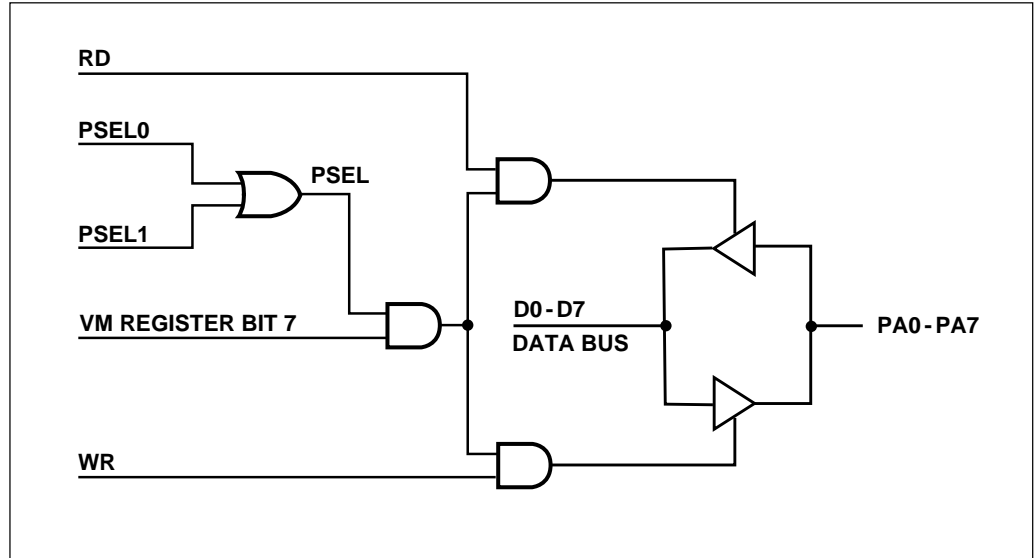 RD
PSEL0
PSEL
PSEL1
D0-D7
VM REGISTER BIT 7
DATA BUS
PA0-PA7
WR